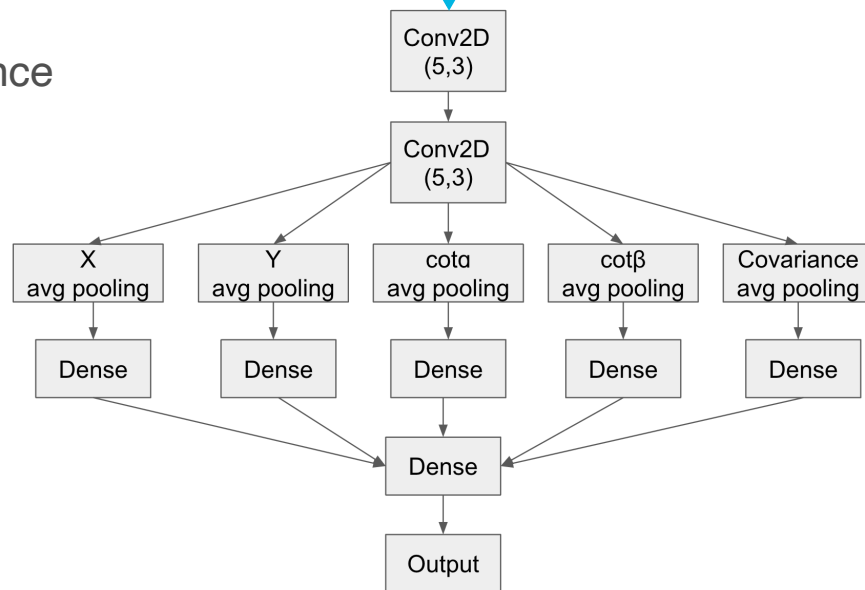 Conv2D
(5,3)
nce
Conv2D
(5,3)
X
avg pooling
Y
avg pooling
cotα
avg pooling
cotβ
avg pooling
Covariance
avg pooling
Dense
Dense
Dense
Dense
Dense
Dense
Output